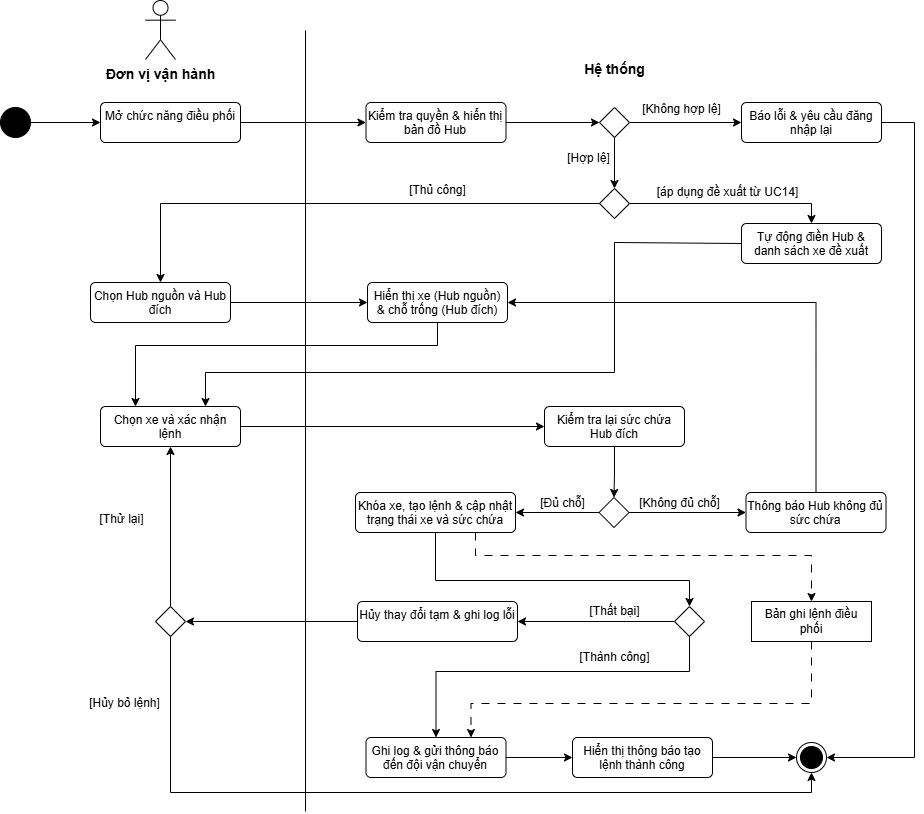 Đơn vị vận hành
Hệ thống
Mở chức năng điều phối
Kiểm tra quyền & hiển thị
bản đồ Hub
[Không hợp lệ]
Báo lỗi & yêu cầu đăng
nhập lại
[Hợp lệ]
[Thủ công]
[áp dụng đề xuất từ UC14]
Tự động điền Hub &
danh sách xe đề xuất
Chọn Hub nguồn và Hub
đích
Hiển thị xe (Hub nguồn)
& chỗ trống (Hub đích)
Chọn xe và xác nhận
lệnh
Kiểm tra lại sức chứa
Hub đích
Khóa xe, tạo lệnh & cập nhật
trạng thái xe và sức chứa
[Đủ chỗ]
[Không đủ chỗ]
Thông báo Hub không đủ
sức chứa
[Thử lại]
Hủy thay đổi tạm & ghi log lỗi
[Thất bại]
Bản ghi lệnh điều
phối
[Thành công]
[Hủy bỏ lệnh]
Ghi log & gửi thông báo
đến đội vận chuyển
Hiển thị thông báo tạo
lệnh thành công